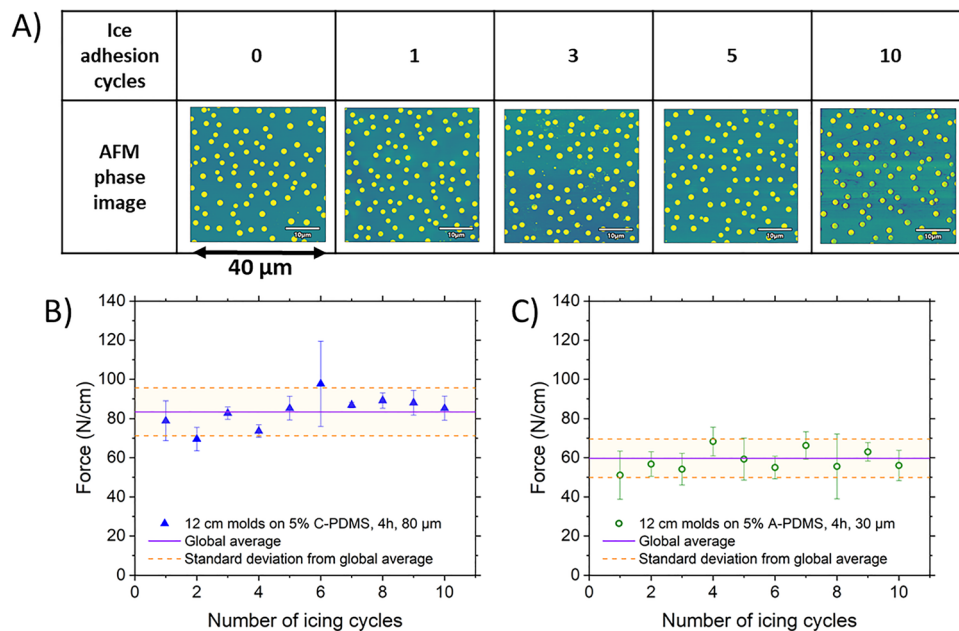 A)
Ice
adhesion
cycles
0
1
3
5
10
AFM
phase
image
10µm
10µm
10µm
10µm
10µm
40 µm
B)
140
120
100
80
60
40
20
0
Force (N/cm)
12 cm molds on 5% C-PDMS, 4h, 80 µm
Global average
Standard deviation from global average
0 2 4 6 8 10
Number of icing cycles
C)
140
120
100
80
60
40
20
0
Force (N/cm)
12 cm molds on 5% A-PDMS, 4h, 30 µm
Global average
Standard deviation from global average
0 2 4 6 8 10
Number of icing cycles